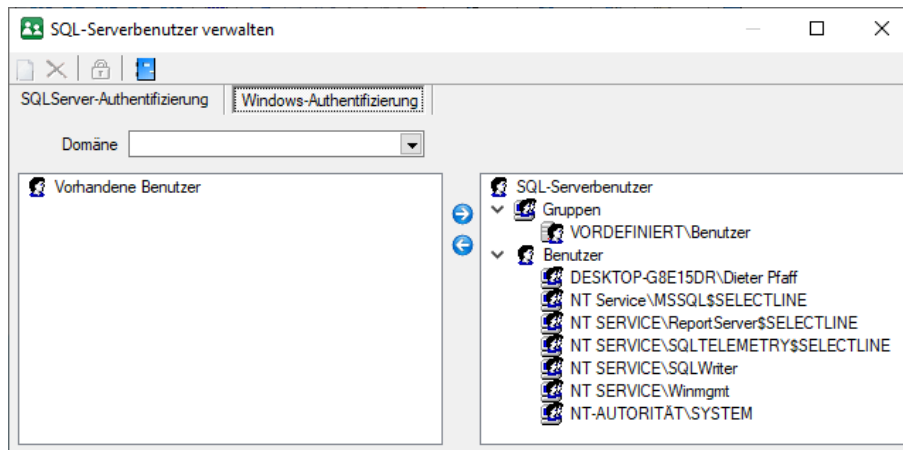 SQL-Serverbenutzer verwalten
SQLServer-Authentifizierung
Windows-Authentifizierung
Domäne
Vorhandene Benutzer
SQL-Serverbenutzer
Gruppen
VORDEFINIERT\Benutzer
Benutzer
DESKTOP-G8E15DR\Dieter Pfaff
NT Service\MSSQL$SELECTLINE
NT SERVICE\ReportServer$SELECTLINE
NT SERVICE\SQLTELEMETRY$SELECTLINE
NT SERVICE\SQLWriter
NT SERVICE\Winmgmt
NT-AUTORITÄT\SYSTEM